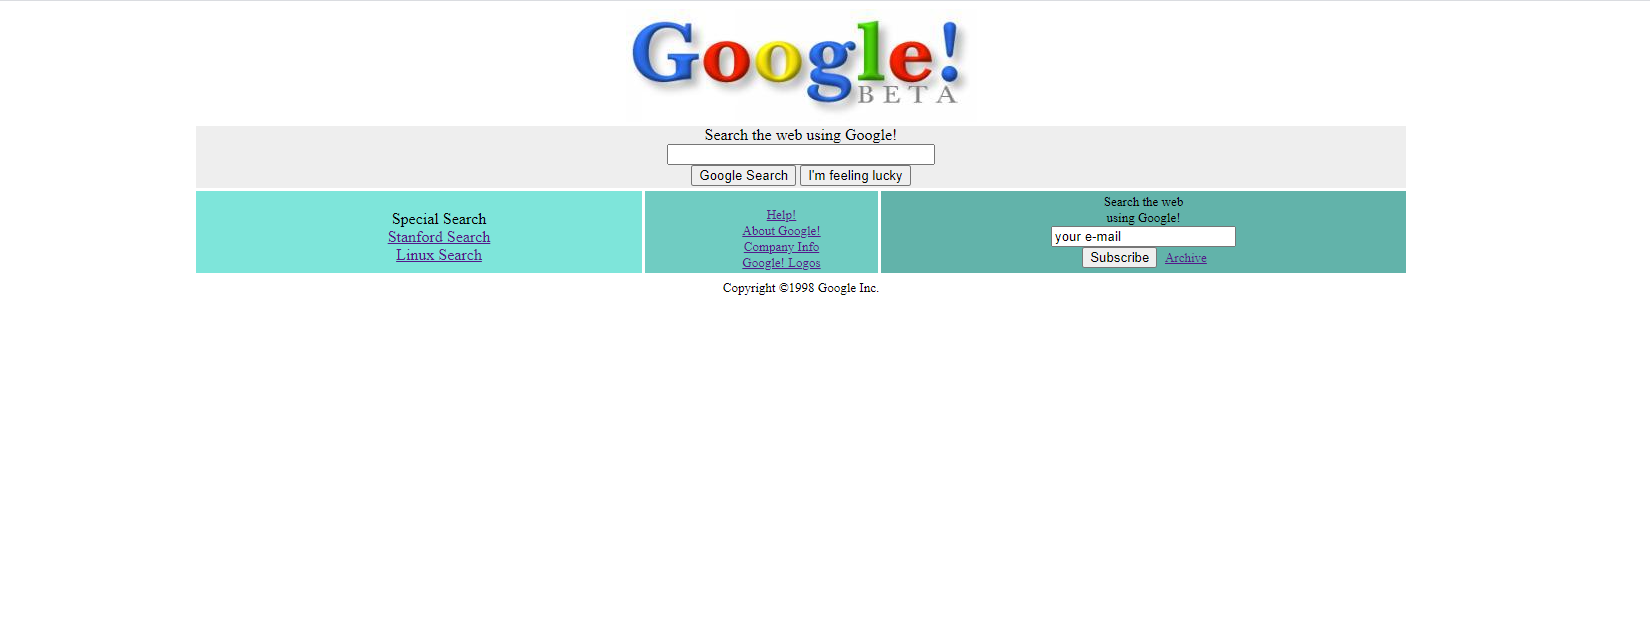 Google!
BETA
Search the web using Google!
Google Search I'm feeling lucky
Special Search
Stanford Search
Linux Search
Help!
About Google!
Company Info
Google! Logos
Search the web
using Google!
your e-mail
Subscribe Archive
Copyright ©1998 Google Inc.